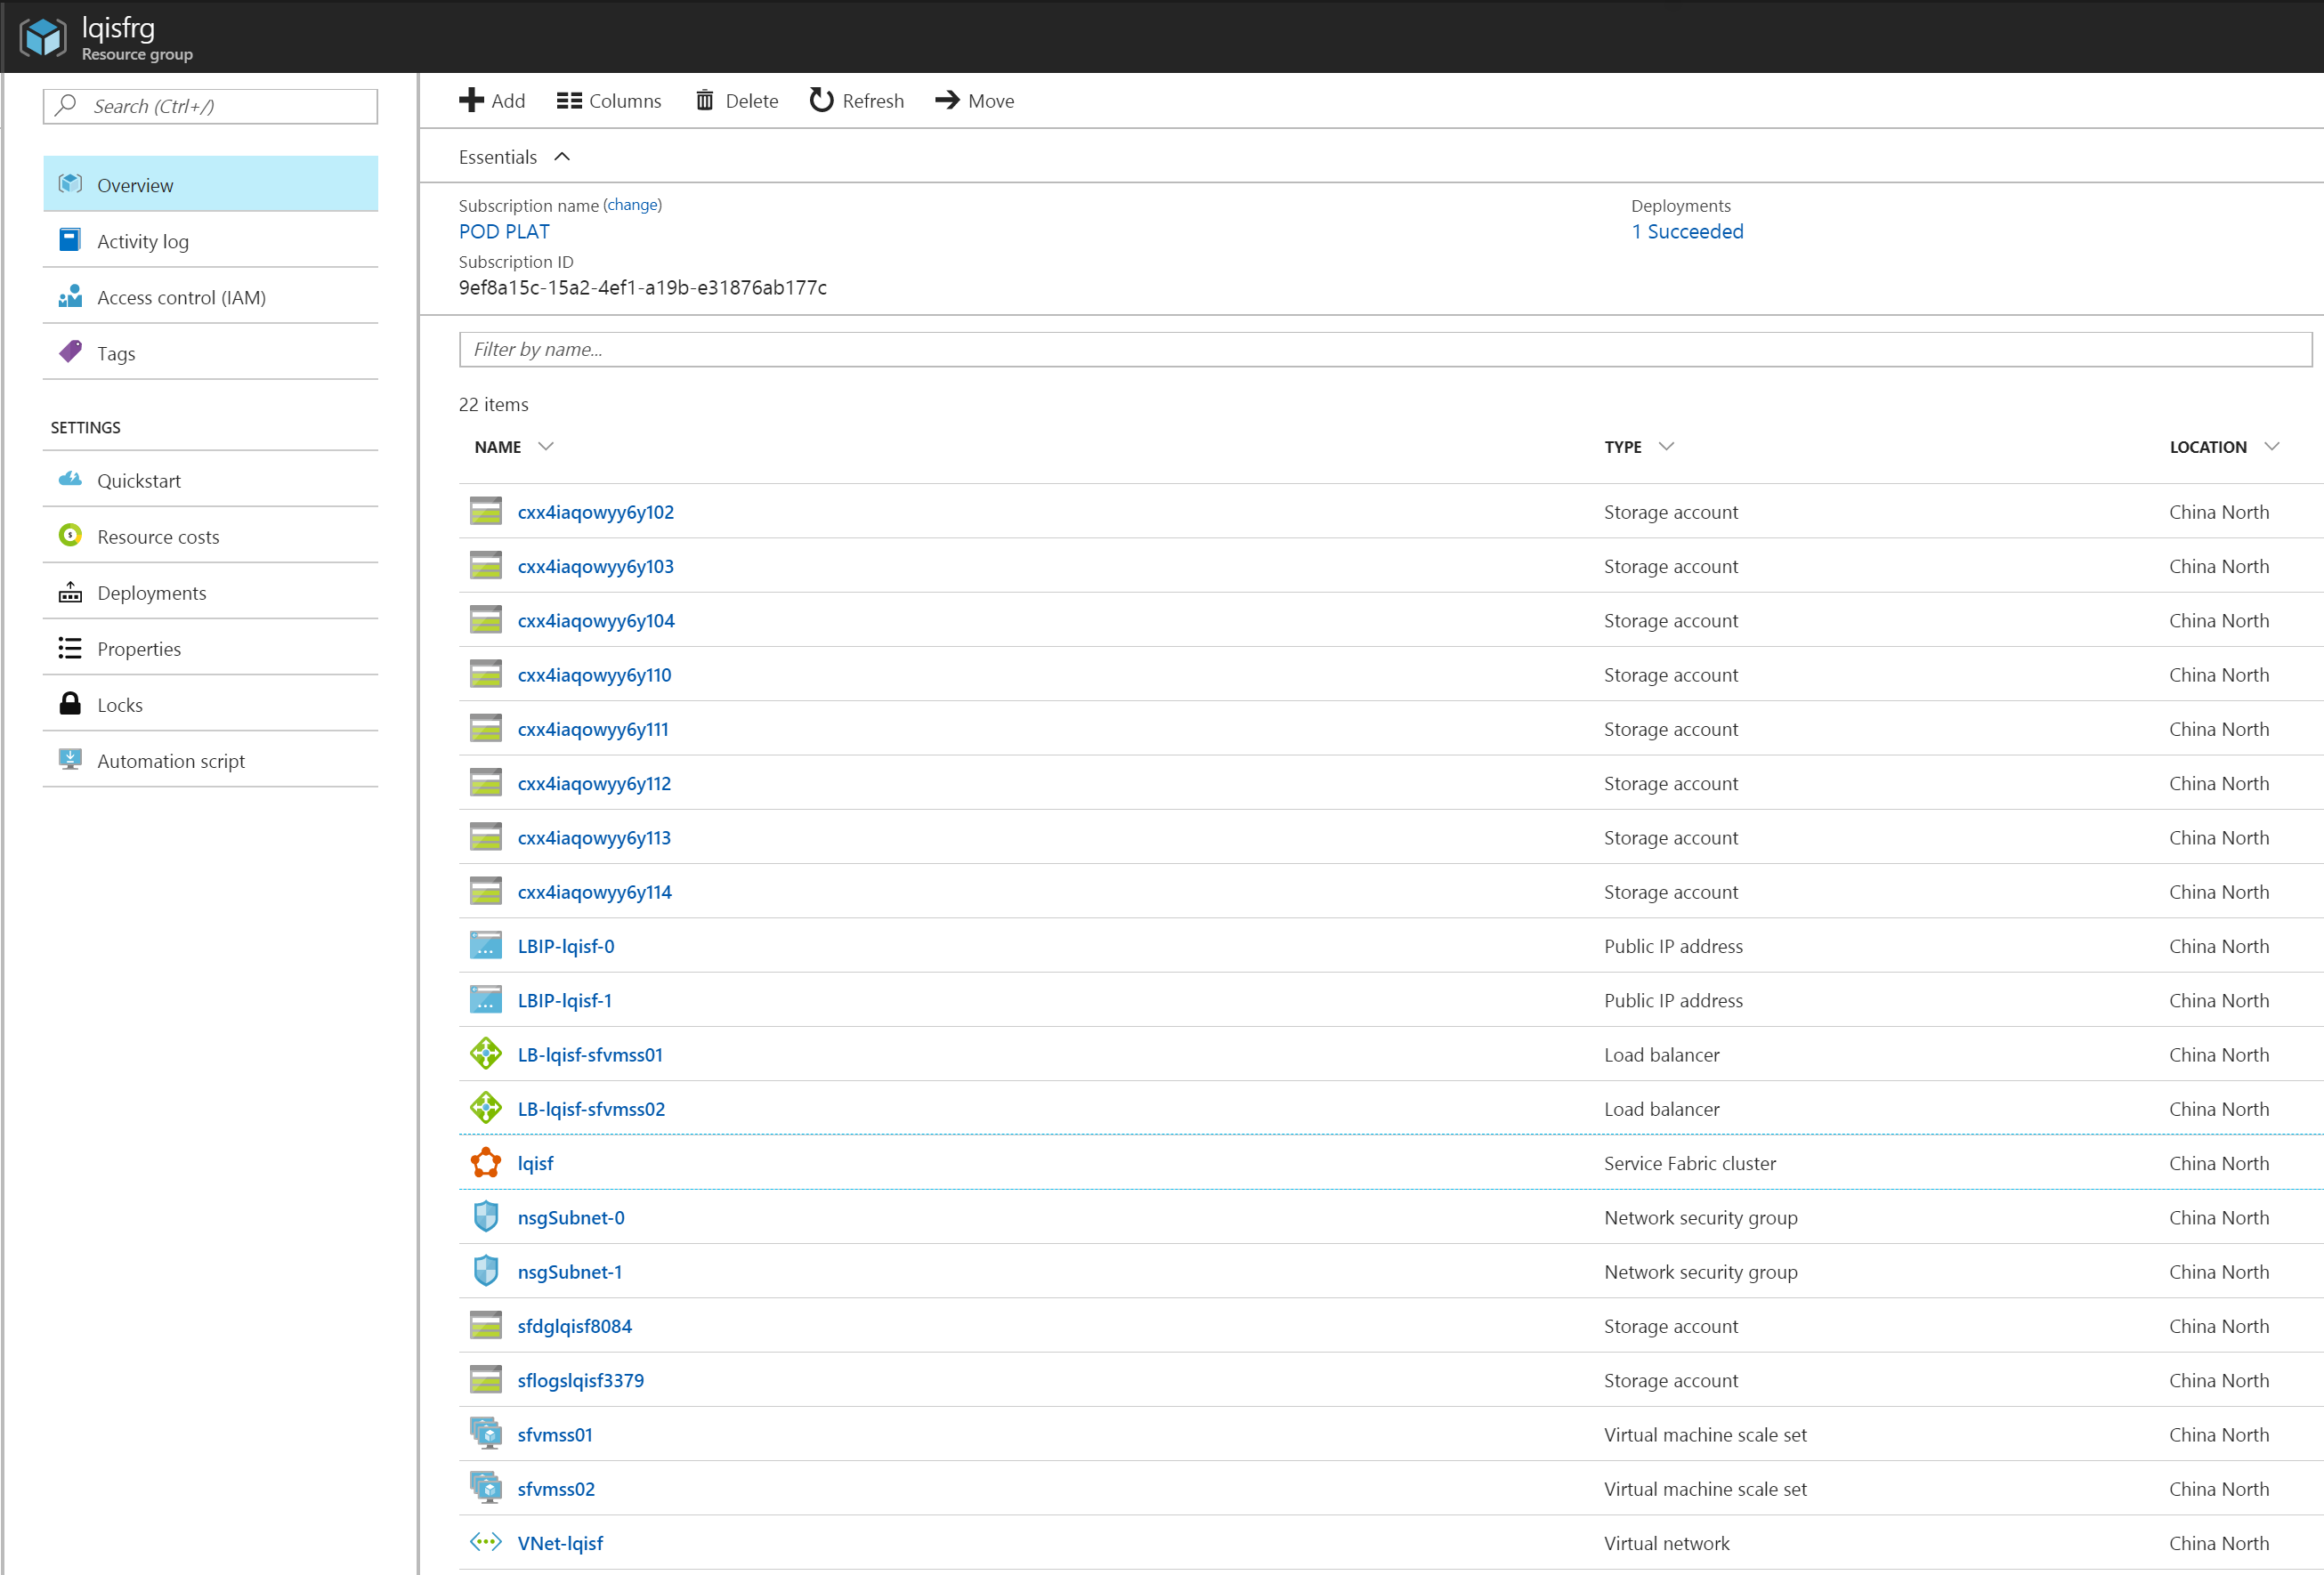 lqisfrg
Resource group
Search (Ctrl+/)
Overview
Activity log
Access control (IAM)
Tags
SETTINGS
Quickstart
Resource costs
Deployments
Properties
Locks
Automation script
Add Columns Delete Refresh Move
Essentials
Subscription name (change)
POD PLAT
Subscription ID
9ef8a15c-15a2-4ef1-a19b-e31876ab177c
Deployments
1 Succeeded
Filter by name...
22 items
NAME TYPE LOCATION
cxx4iaqowyy6y102 Storage account China North
cxx4iaqowyy6y103 Storage account China North
cxx4iaqowyy6y104 Storage account China North
cxx4iaqowyy6y110 Storage account China North
cxx4iaqowyy6y111 Storage account China North
cxx4iaqowyy6y112 Storage account China North
cxx4iaqowyy6y113 Storage account China North
cxx4iaqowyy6y114 Storage account China North
LBIP-lqisf-0 Public IP address China North
LBIP-lqisf-1 Public IP address China North
LB-lqisf-sfvmss01 Load balancer China North
LB-lqisf-sfvmss02 Load balancer China North
lqisf Service Fabric cluster China North
nsgSubnet-0 Network security group China North
nsgSubnet-1 Network security group China North
sfdglqisf8084 Storage account China North
sflogslqisf3379 Storage account China North
sfvmss01 Virtual machine scale set China North
sfvmss02 Virtual machine scale set China North
VNet-lqisf Virtual network China North